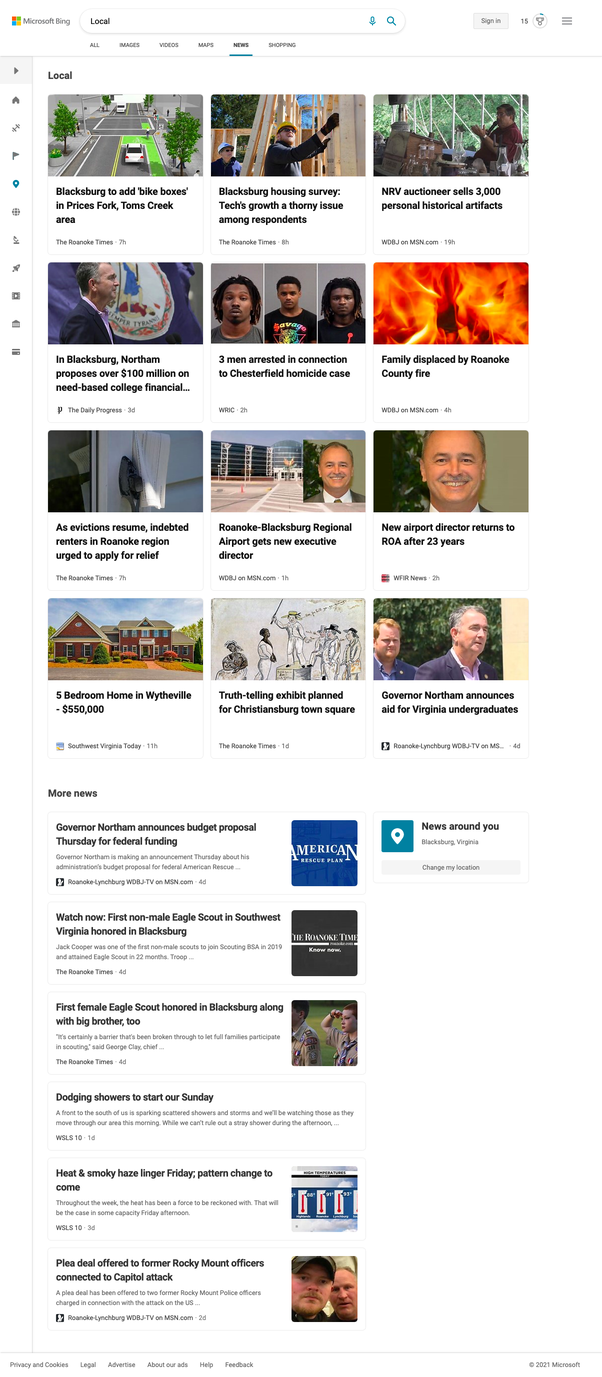 Microsoft Bing
Local
Sign in
15
ALL
IMAGES
VIDEOS
MAPS
NEWS
SHOPPING
Local
Blacksburg to add 'bike boxes'
in Prices Fork, Toms Creek
area
The Roanoke Times · 7h
Blacksburg housing survey:
Tech's growth a thorny issue
among respondents
The Roanoke Times · 8h
NRV auctioneer sells 3,000
personal historical artifacts
WDBJ on MSN.com · 19h
In Blacksburg, Northam
proposes over $100 million on
need-based college financial...
The Daily Progress · 3d
Savage
3 men arrested in connection
to Chesterfield homicide case
WRIC · 2h
Family displaced by Roanoke
County fire
WDBJ on MSN.com · 4h
As evictions resume, indebted
renters in Roanoke region
urged to apply for relief
The Roanoke Times · 7h
Roanoke-Blacksburg Regional
Airport gets new executive
director
WDBJ on MSN.com · 1h
New airport director returns to
ROA after 23 years
WFIR News · 2h
5 Bedroom Home in Wytheville
- $550,000
Southwest Virginia Today · 11h
Truth-telling exhibit planned
for Christiansburg town square
The Roanoke Times · 1d
Governor Northam announces
aid for Virginia undergraduates
Roanoke-Lynchburg WDBJ-TV on MS... · 4d
More news
Governor Northam announces budget proposal
Thursday for federal funding
Governor Northam is making an announcement Thursday about his
administration's budget proposal for federal American Rescue ...
Roanoke-Lynchburg WDBJ-TV on MSN.com · 4d
AMERICAN
RESCUE PLAN
News around you
Blacksburg, Virginia
Change my location
Watch now: First non-male Eagle Scout in Southwest
Virginia honored in Blacksburg
Jack Cooper was one of the first non-male scouts to join Scouting BSA in 2019
and attained Eagle Scout in 22 months. Troop ...
The Roanoke Times · 4d
THE ROANOKE TIME
roanoke.com
Know now.
First female Eagle Scout honored in Blacksburg along
with big brother, too
"It's certainly a barrier that's been broken through to let full families participate
in scouting," said George Clay, chief ...
The Roanoke Times · 4d
Dodging showers to start our Sunday
A front to the south of us is sparking scattered showers and storms and we'll be watching those as they
move through our area this morning. While we can't rule out a stray shower during the afternoon, ...
WSLS 10 · 1d
Heat & smoky haze linger Friday; pattern change to
come
Throughout the week, the heat has been a force to be reckoned with. That will
be the case in some capacity Friday afternoon.
WSLS 10 · 3d
HIGH TEMPERATURES
88° 91° 93°
Plea deal offered to former Rocky Mount officers
connected to Capitol attack
A plea deal has been offered to two former Rocky Mount Police officers
charged in connection with the attack on the US ...
Roanoke-Lynchburg WDBJ-TV on MSN.com · 2d
Privacy and Cookies
Legal
Advertise
About our ads
Help
Feedback
© 2021 Microsoft